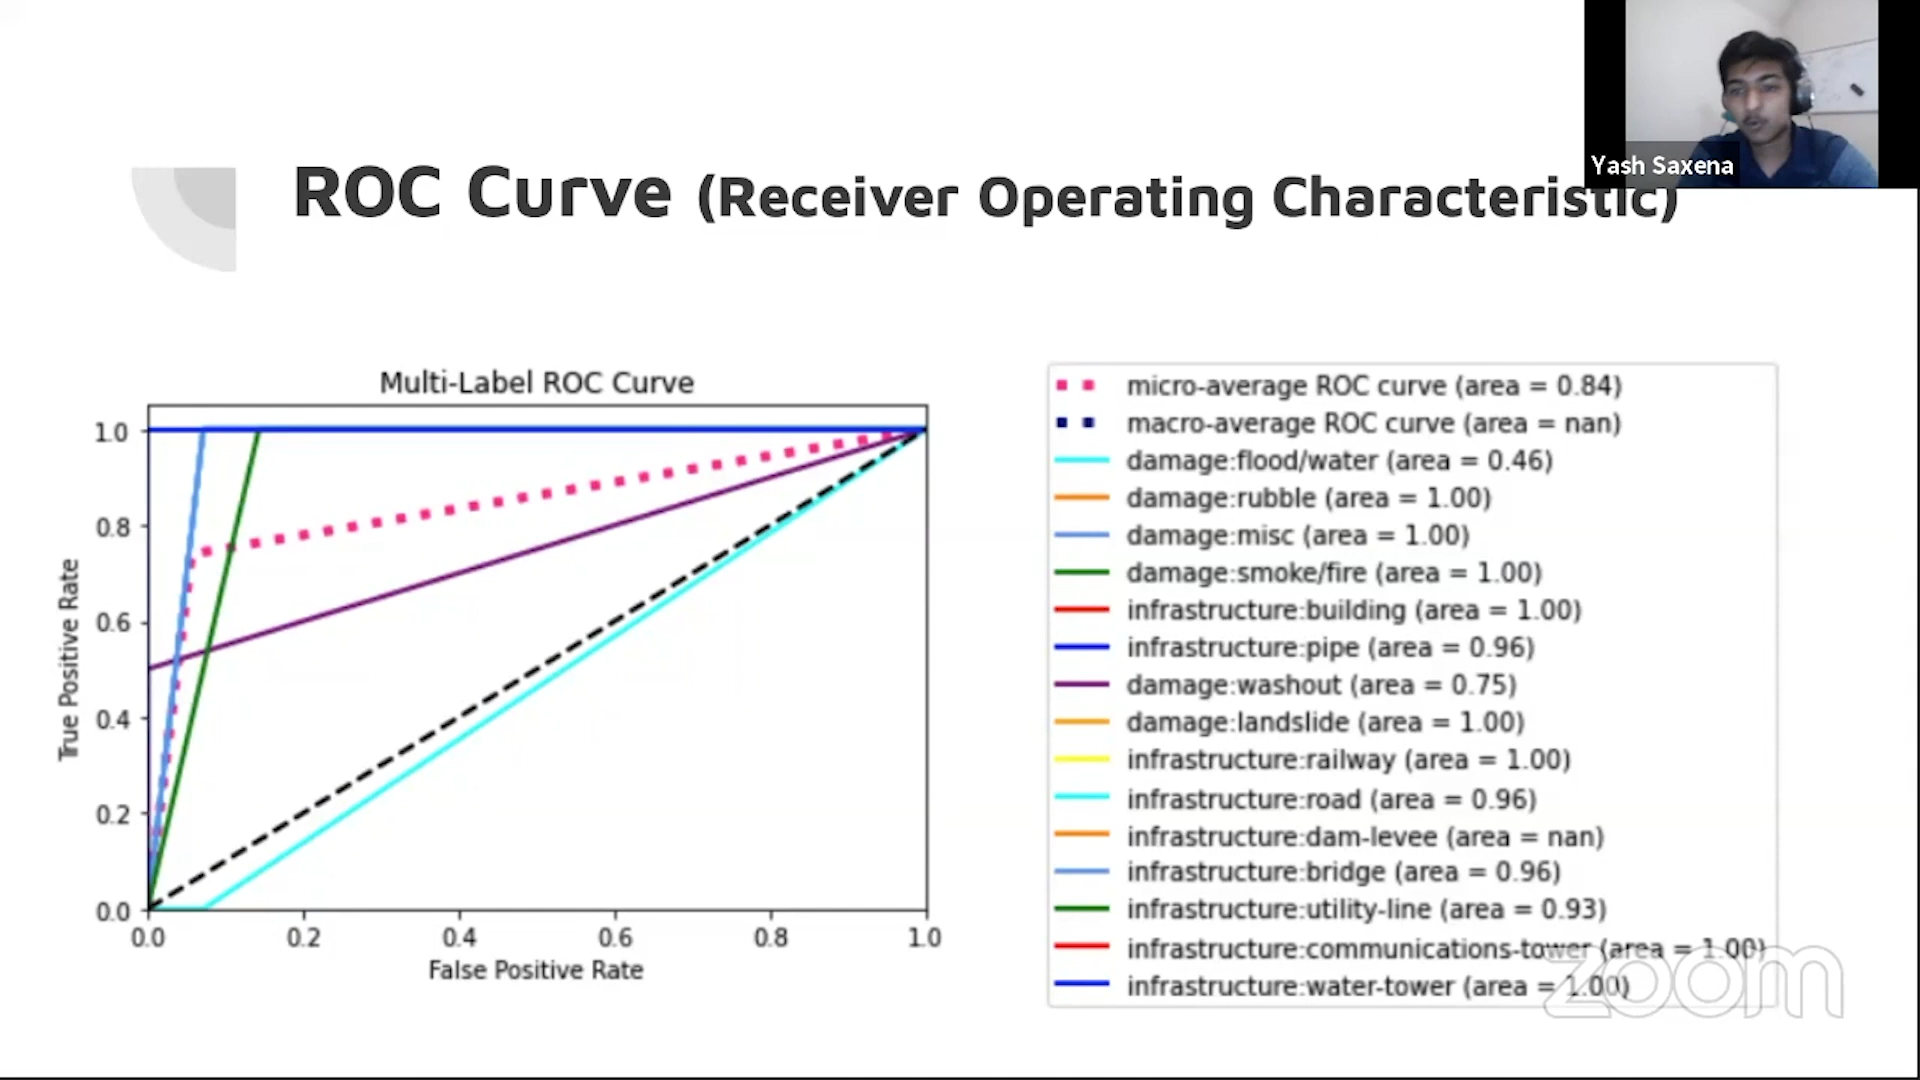 Yash Saxena
ROC Curve (Receiver Operating Characteristic)
Multi-Label ROC Curve
1.0
0.8
0.6
0.4
0.2
0.0
True Positive Rate
0.0 0.2 0.4 0.6 0.8 1.0
False Positive Rate
micro-average ROC curve (area = 0.84)
macro-average ROC curve (area = nan)
damage:flood/water (area = 0.46)
damage:rubble (area = 1.00)
damage:misc (area = 1.00)
damage:smoke/fire (area = 1.00)
infrastructure:building (area = 1.00)
infrastructure:pipe (area = 0.96)
damage:washout (area = 0.75)
damage:landslide (area = 1.00)
infrastructure:railway (area = 1.00)
infrastructure:road (area = 0.96)
infrastructure:dam-levee (area = nan)
infrastructure:bridge (area = 0.96)
infrastructure:utility-line (area = 0.93)
infrastructure:communications-tower (area = 1.00)
infrastructure:water-tower (area = 1.00)
zoom